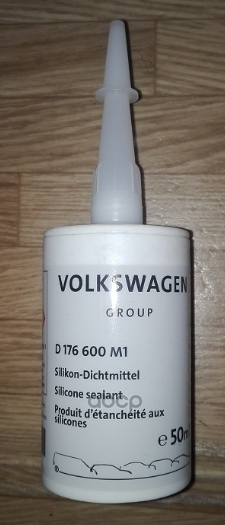 VOLKSWAGEN
GROUP
D 176 600 M1
Silikon-Dichtmittel
Silicone sealant
Produit d'étanchéité aux
silicones
e 50m